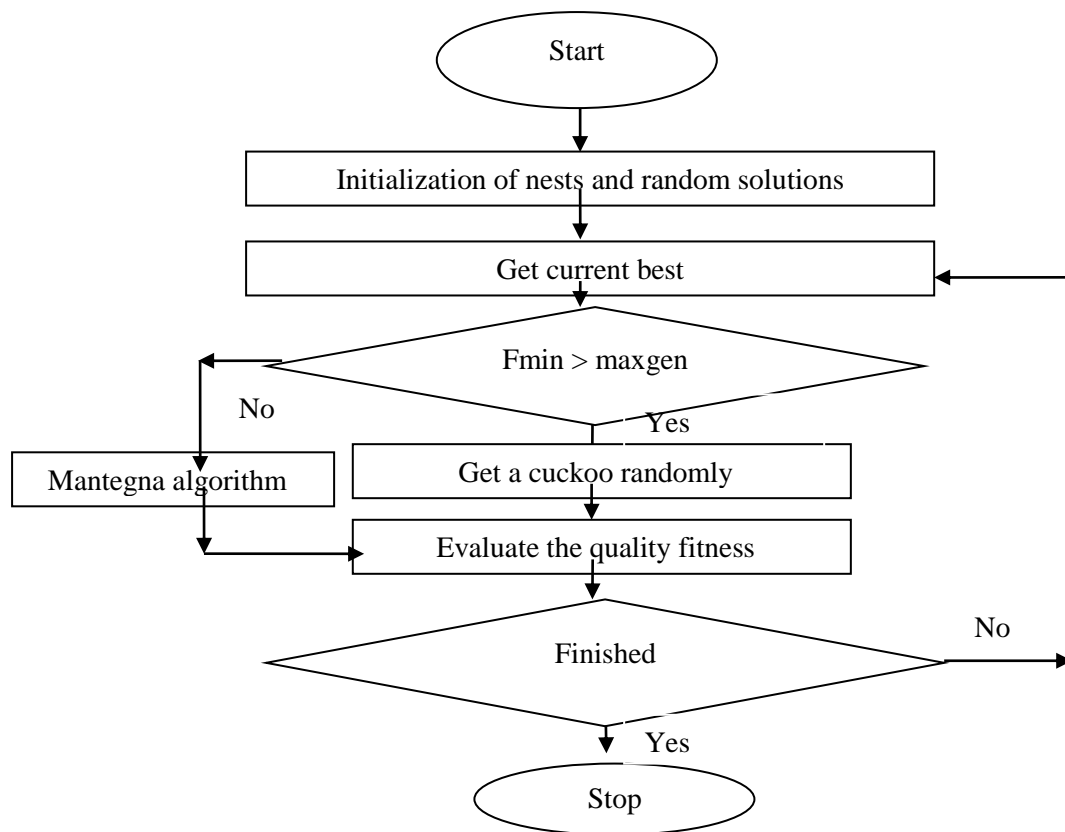 Start
Initialization of nests and random solutions
Get current best
Fmin > maxgen
No
Yes
Mantegna algorithm
Get a cuckoo randomly
Evaluate the quality fitness
Finished
No
Yes
Stop